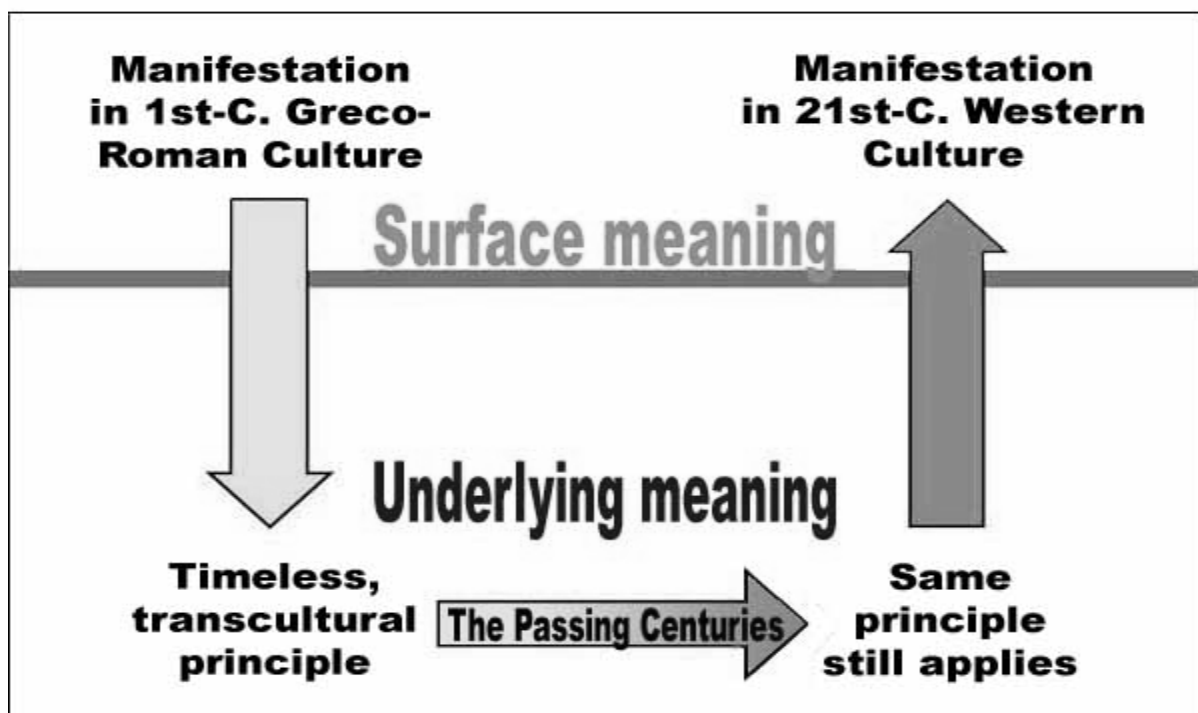 Manifestation
in 1st-C. Greco-
Roman Culture
Manifestation
in 21st-C. Western
Culture
Surface meaning
Underlying meaning
Timeless,
transcultural
principle
The Passing Centuries
Same
principle
still applies